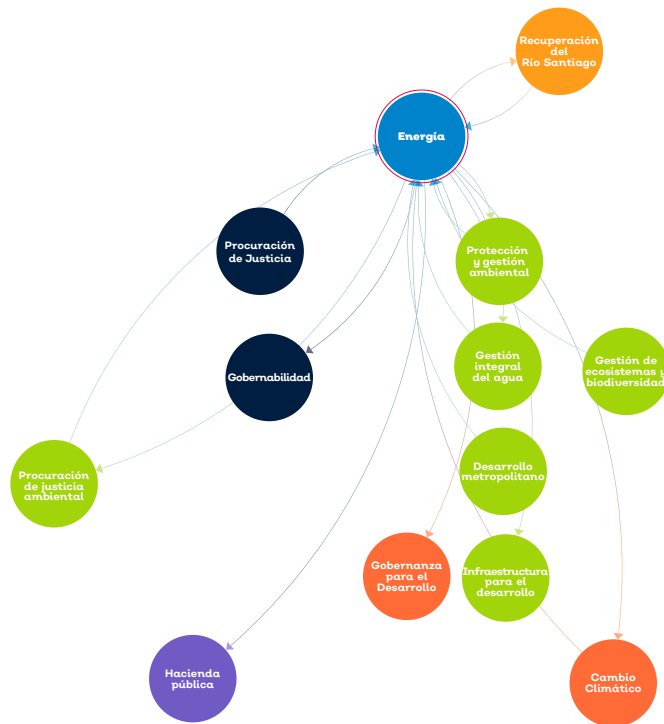 Recuperación
del
Río Santiago
Energía
Procuración
de Justicia
Protección
y gestión
ambiental
Gobernabilidad
Gestión
integral
del agua
Gestión de
ecosistemas y
biodiversidad
Procuración
de justicia
ambiental
Desarrollo
metropolitano
Gobernanza
para el
Desarrollo
Infraestructura
para el
desarrollo
Hacienda
pública
Cambio
Climático